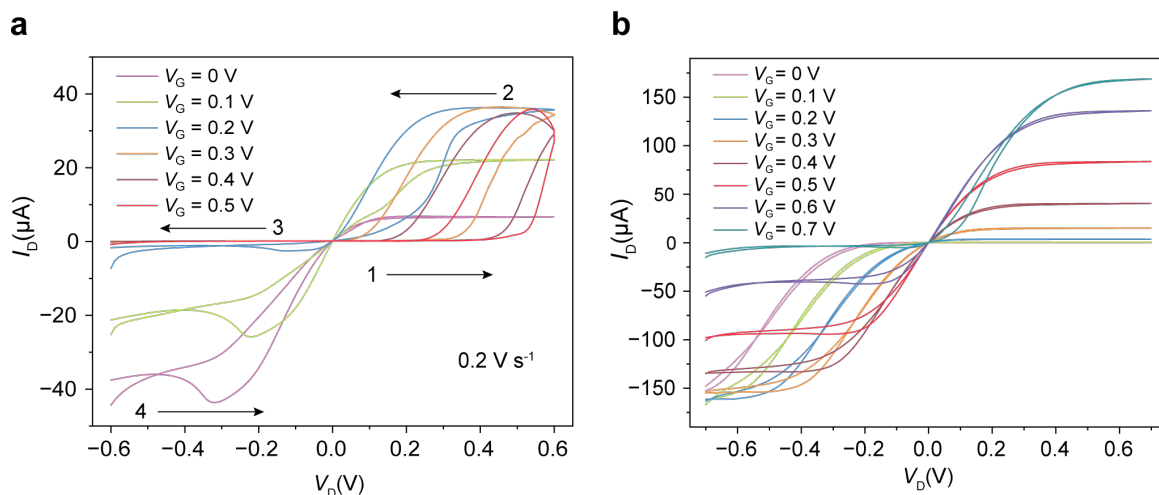 a
V_G = 0 V
V_G = 0.1 V
V_G = 0.2 V
V_G = 0.3 V
V_G = 0.4 V
V_G = 0.5 V
40
20
0
−20
−40
I_D(μA)
2
3
1
4
0.2 V s⁻¹
−0.6 −0.4 −0.2 0.0 0.2 0.4 0.6
V_D(V)
b
V_G = 0 V
V_G = 0.1 V
V_G = 0.2 V
V_G = 0.3 V
V_G = 0.4 V
V_G = 0.5 V
V_G = 0.6 V
V_G = 0.7 V
150
100
50
0
−50
−100
−150
I_D(μA)
−0.6 −0.4 −0.2 0.0 0.2 0.4 0.6
V_D(V)